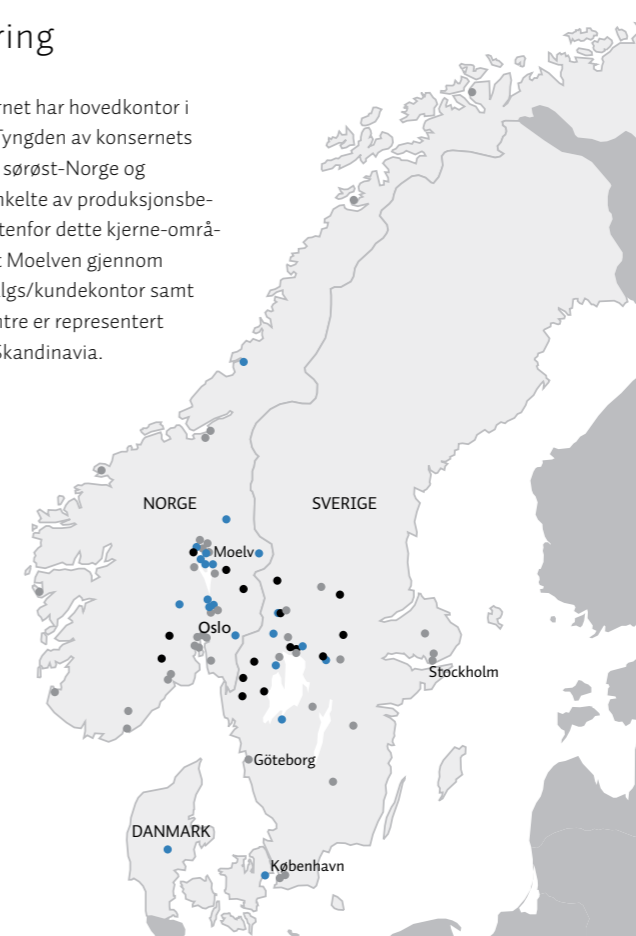 ring
rnet har hovedkontor i
Tyngden av konsernets
sørøst-Norge og
nkelte av produksjonsbe-
tenfor dette kjerne-områ-
t Moelven gjennom
lgs/kundekontor samt
ntre er representert
Skandinavia.
NORGE
SVERIGE
Moelv
Oslo
Stockholm
Göteborg
DANMARK
København